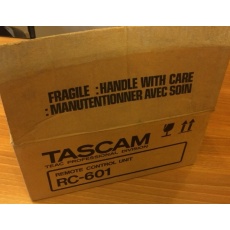 FRAGILE : HANDLE WITH CARE
: MANUTENTIONNER AVEC SOIN
TASCAM
TEAC PROFESSIONAL DIVISION
REMOTE CONTROL UNIT
RC-601